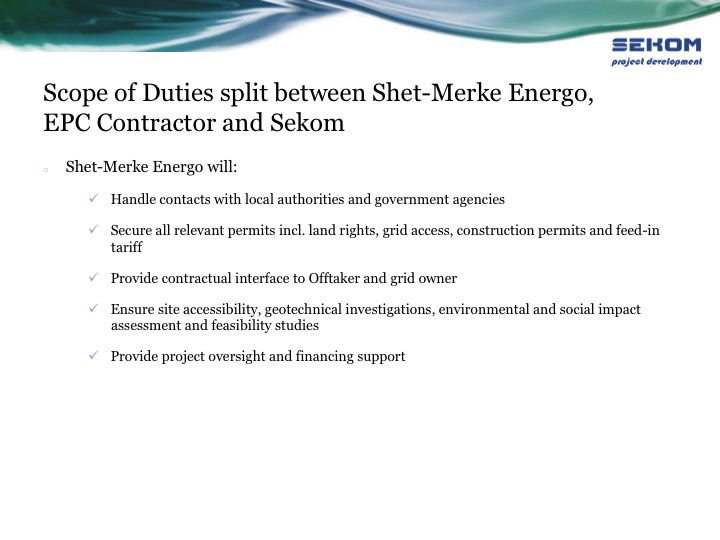 SEKOM
project development
Scope of Duties split between Shet-Merke Energo,
EPC Contractor and Sekom
Shet-Merke Energo will:
Handle contacts with local authorities and government agencies
Secure all relevant permits incl. land rights, grid access, construction permits and feed-in
tariff
Provide contractual interface to Offtaker and grid owner
Ensure site accessibility, geotechnical investigations, environmental and social impact
assessment and feasibility studies
Provide project oversight and financing support